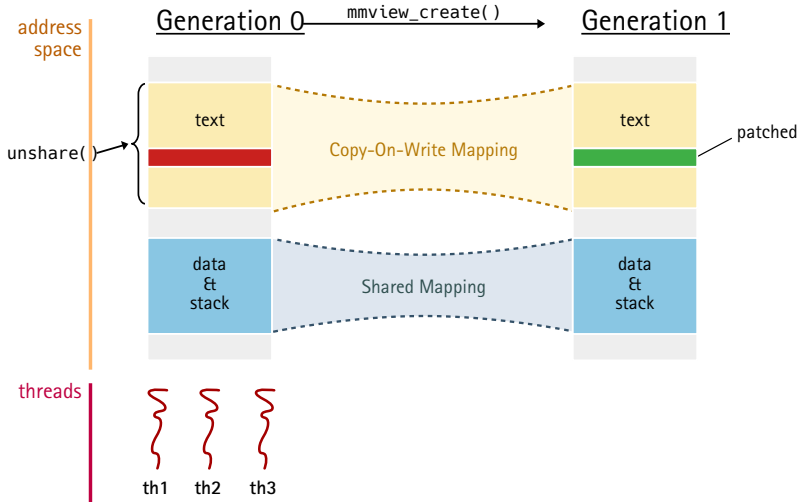 address
space
Generation 0
mmview_create()
Generation 1
text
text
patched
unshare()
Copy-On-Write Mapping
data
&
stack
Shared Mapping
data
&
stack
threads
th1
th2
th3